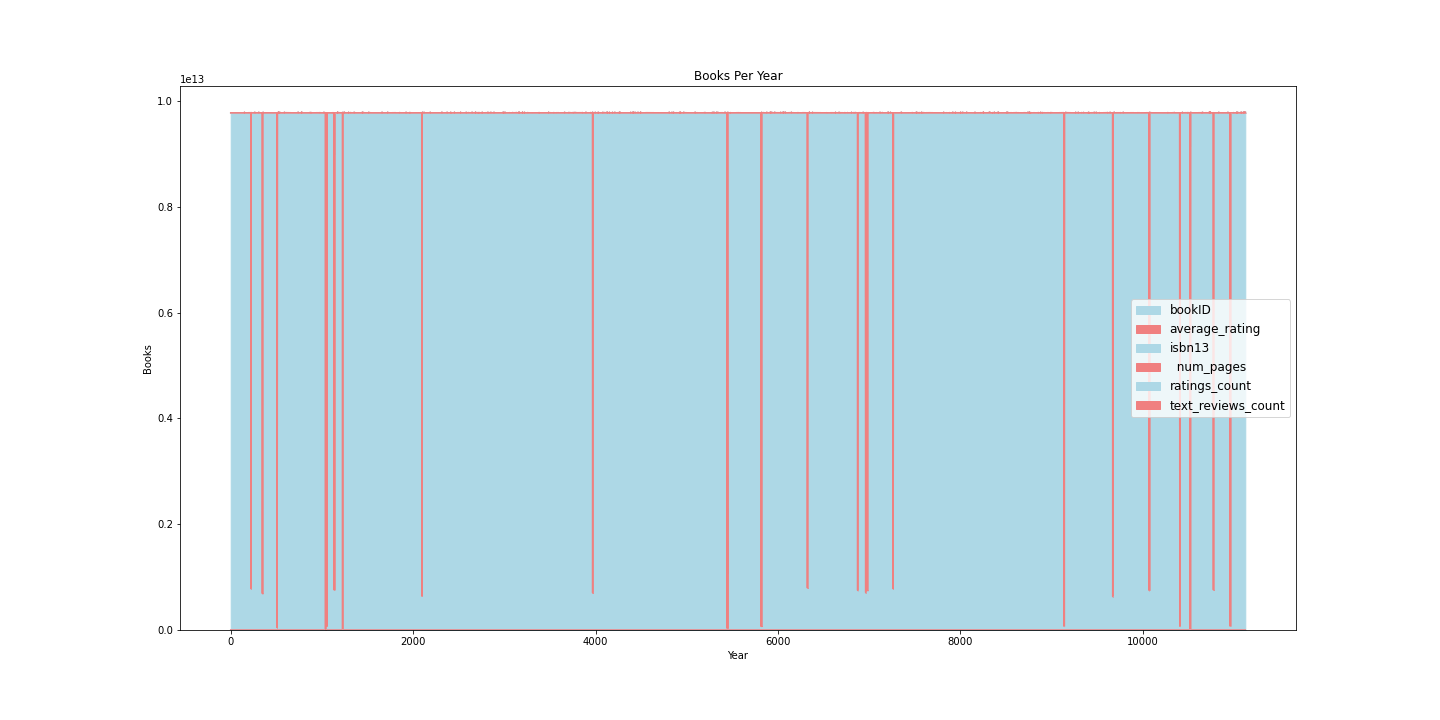 Books Per Year
1e13
1.0
0.8
0.6
0.4
0.2
0.0
Books
0 2000 4000 6000 8000 10000
Year
bookID
average_rating
isbn13
num_pages
ratings_count
text_reviews_count